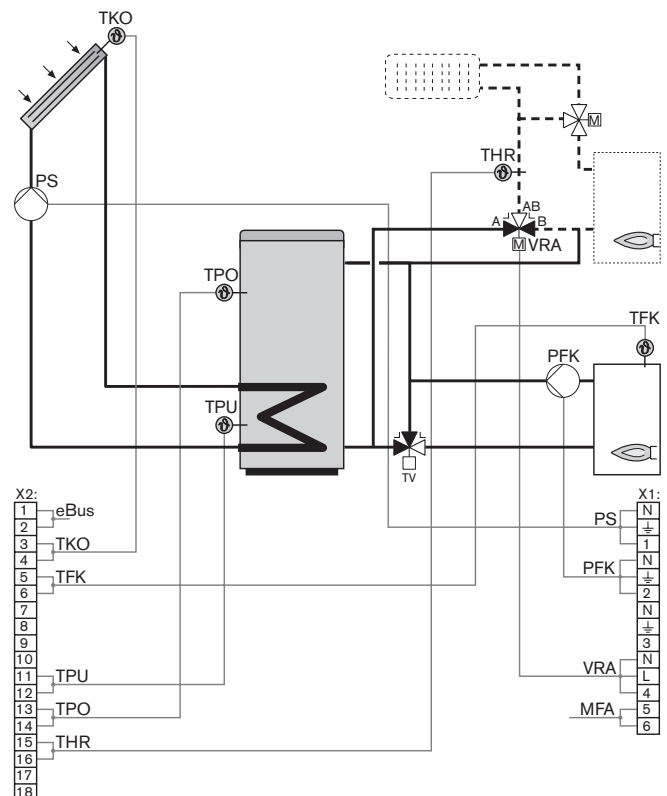 TKO
PS
THR
AB
A
B
M
M
VRA
TPO
TFK
PFK
TPU
TV
X2:
1
eBus
2
3
TKO
4
5
TFK
6
7
8
9
10
11
TPU
12
13
TPO
14
15
THR
16
17
18
X1:
N
PS
1
N
PFK
2
N
3
N
VRA
L
4
MFA
5
6